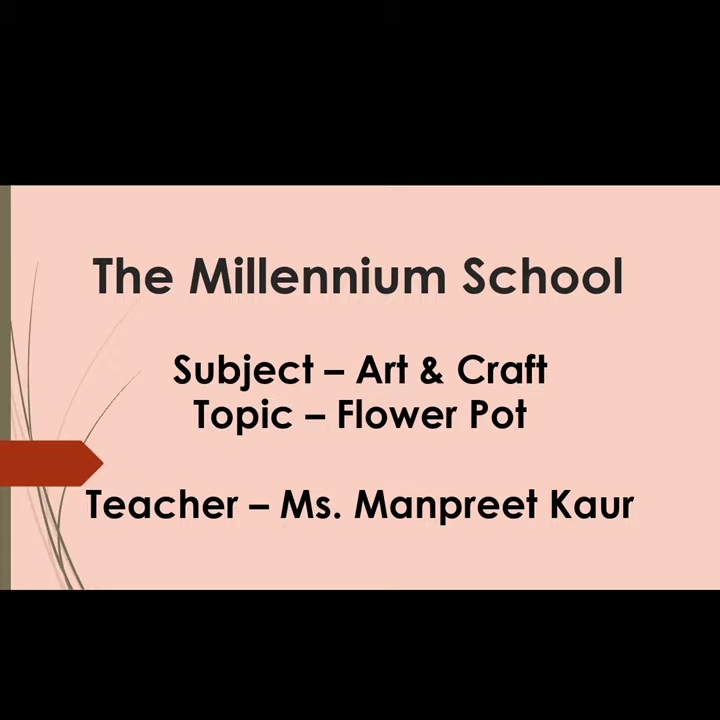 The Millennium School
Subject – Art & Craft
Topic – Flower Pot
Teacher – Ms. Manpreet Kaur